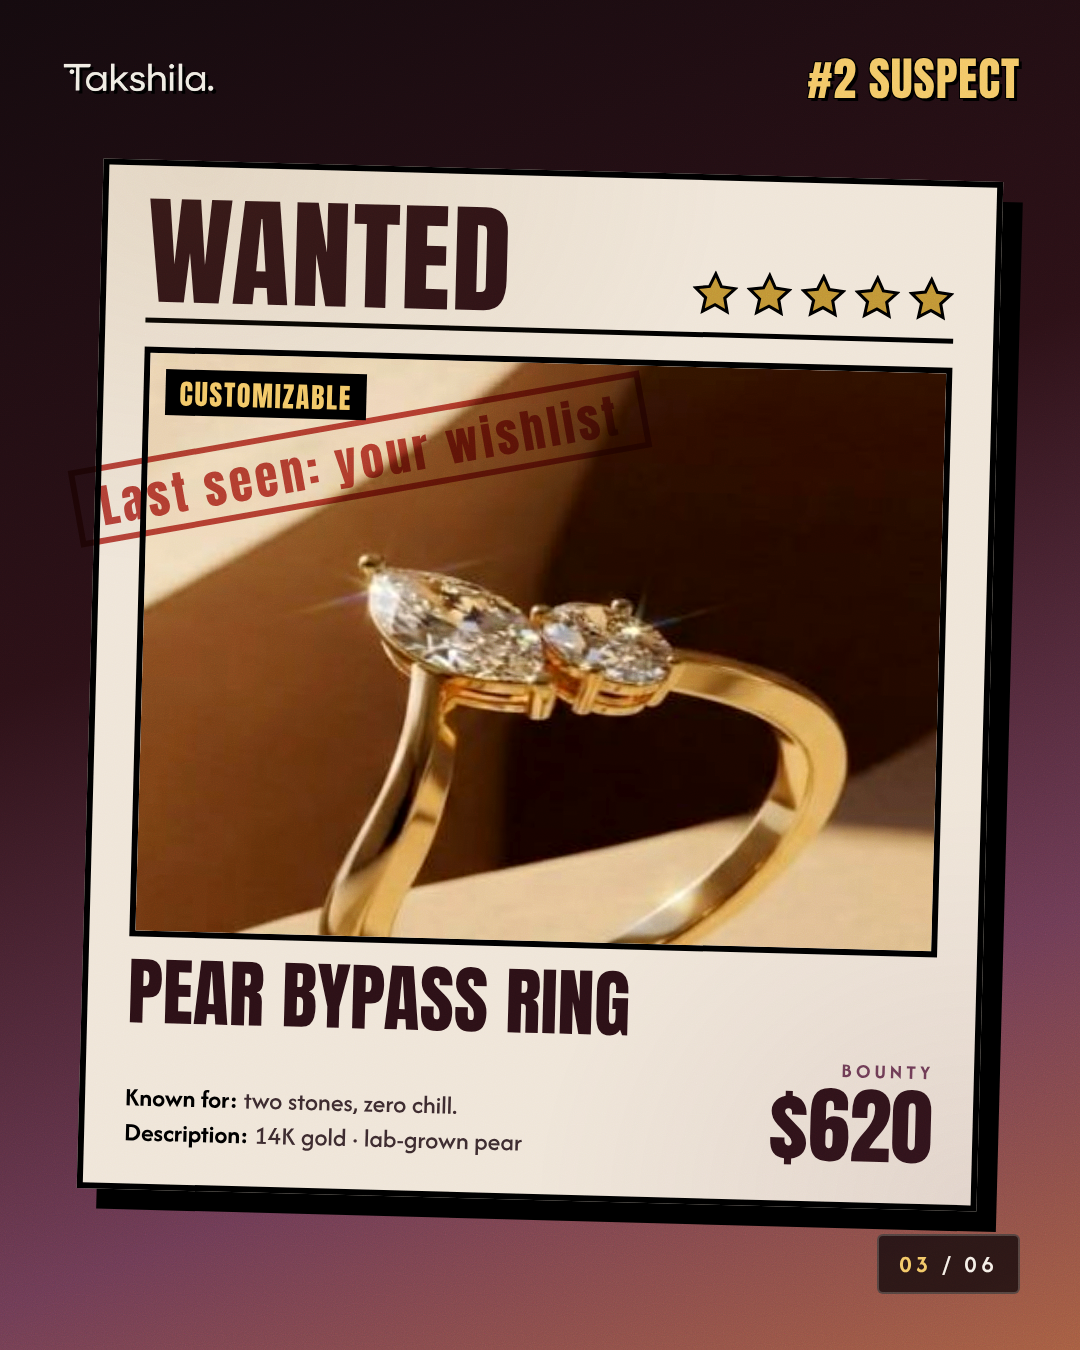 Takshila.
#2 SUSPECT
WANTED
CUSTOMIZABLE
Last seen: your wishlist
PEAR BYPASS RING
BOUNTY
$620
Known for: two stones, zero chill.
Description: 14K gold · lab-grown pear
03 / 06